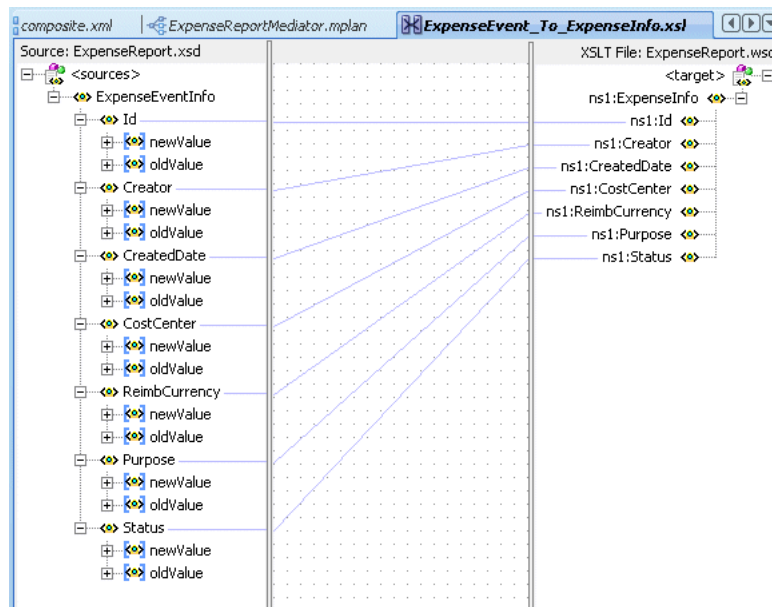 composite.xml ExpenseReportMediator.mplan ExpenseEvent_To_ExpenseInfo.xsl
Source: ExpenseReport.xsd
<sources>
ExpenseEventInfo
Id
newValue
oldValue
Creator
newValue
oldValue
CreatedDate
newValue
oldValue
CostCenter
newValue
oldValue
ReimbCurrency
newValue
oldValue
Purpose
newValue
oldValue
Status
newValue
oldValue
XSLT File: ExpenseReport.wsd
<target>
ns1:ExpenseInfo
ns1:Id
ns1:Creator
ns1:CreatedDate
ns1:CostCenter
ns1:ReimbCurrency
ns1:Purpose
ns1:Status